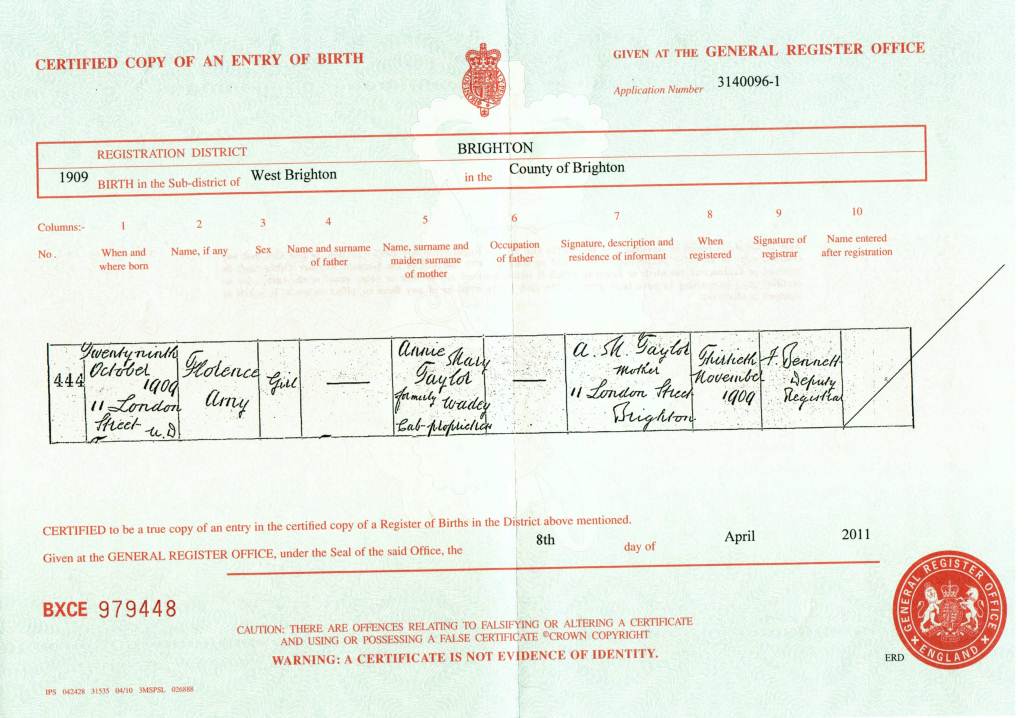 CERTIFIED COPY OF AN ENTRY OF BIRTH
GIVEN AT THE GENERAL REGISTER OFFICE
Application Number 3140096-1
REGISTRATION DISTRICT BRIGHTON
1909 BIRTH in the Sub-district of West Brighton in the County of Brighton
Columns:- 1 2 3 4 5 6 7 8 9 10
No. When and where born Name, if any Sex Name and surname of father Name, surname and maiden surname of mother Occupation of father Signature, description and residence of informant When registered Signature of registrar Name entered after registration
444
Twenty ninth
October
1909
11 London
Street U.D.
Florence
Amy
Girl
—
Annie Mary
Taylor
formerly Wadey
Cab-proprietress
—
A. M. Taylor
Mother
11 London Street
Brighton
Thirtieth
November
1909
F. Bennett
Deputy
Registrar
CERTIFIED to be a true copy of an entry in the certified copy of a Register of Births in the District above mentioned.
Given at the GENERAL REGISTER OFFICE, under the Seal of the said Office, the 8th day of April 2011
BXCE 979448
CAUTION: THERE ARE OFFENCES RELATING TO FALSIFYING OR ALTERING A CERTIFICATE
AND USING OR POSSESSING A FALSE CERTIFICATE ©CROWN COPYRIGHT
WARNING: A CERTIFICATE IS NOT EVIDENCE OF IDENTITY.
GENERAL REGISTER OFFICE
ENGLAND
ERD
IPS 042428 31535 04/10 3MSPSL 026888